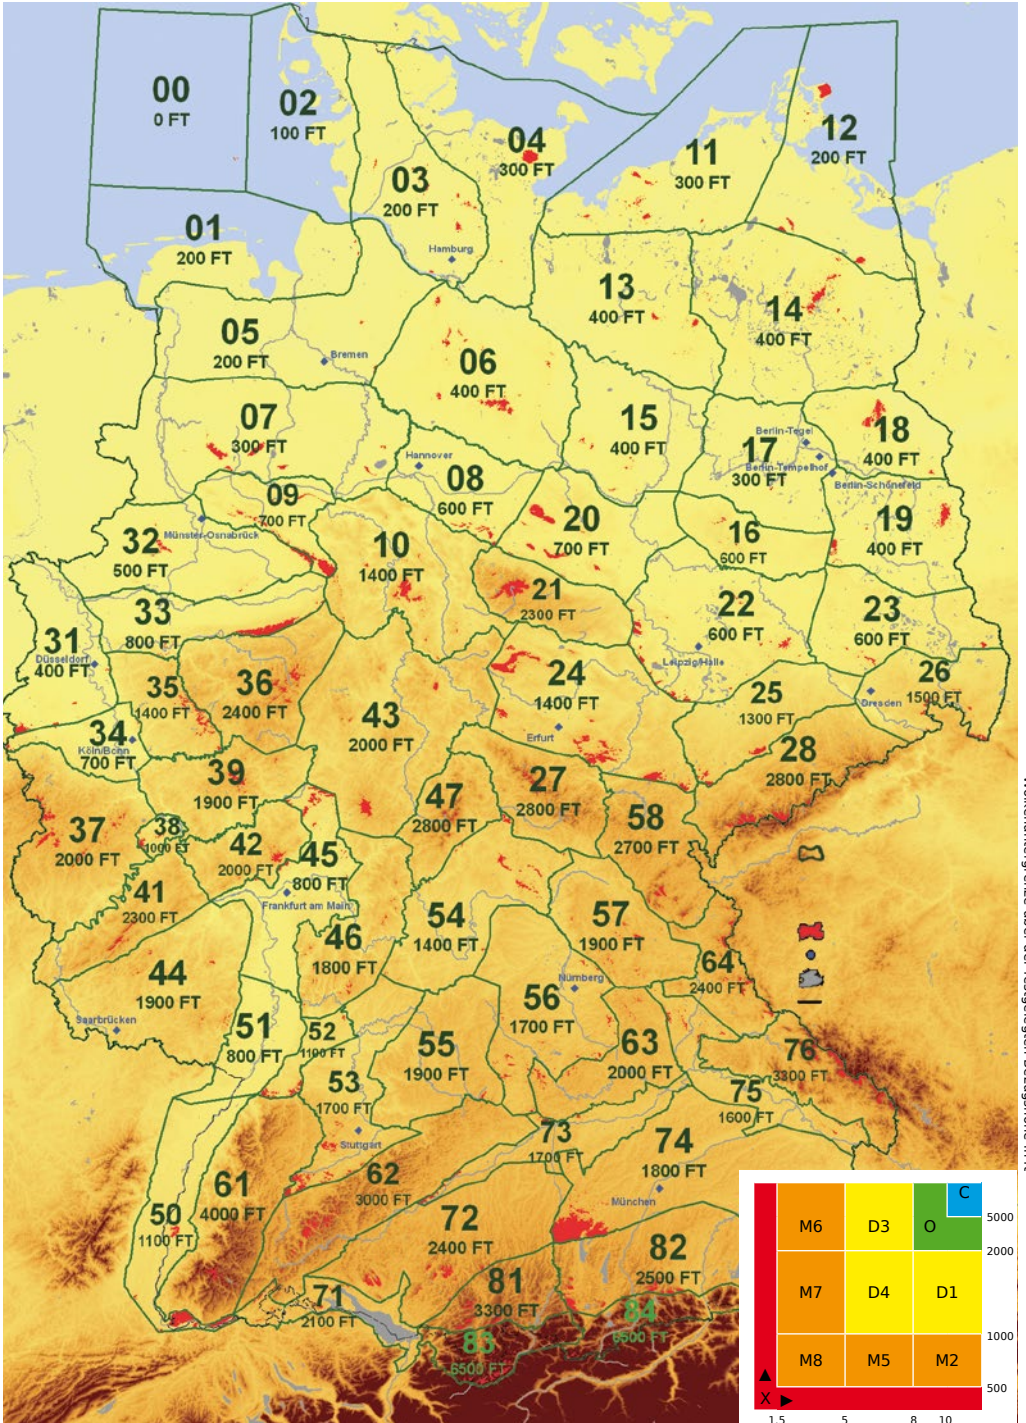 00
0 FT
02
100 FT
04
300 FT
12
200 FT
11
300 FT
03
200 FT
01
200 FT
Hamburg
13
400 FT
14
400 FT
05
200 FT
Bremen
06
400 FT
07
300 FT
15
400 FT
Berlin-Tegel
17
300 FT
Berlin-Tempelhof
18
400 FT
Berlin-Schönefeld
Hannover
08
600 FT
09
700 FT
Münster-Osnabrück
32
500 FT
10
1400 FT
20
700 FT
16
600 FT
19
400 FT
21
2300 FT
22
600 FT
23
600 FT
33
800 FT
31
Düsseldorf
400 FT
Leipzig/Halle
35
1400 FT
36
2400 FT
24
1400 FT
26
1500 FT
25
1300 FT
Dresden
43
2000 FT
34
Köln/Bonn
700 FT
Erfurt
28
2800 FT
39
1900 FT
27
2800 FT
47
2800 FT
58
2700 FT
37
2000 FT
38
1000 FT
42
2000 FT
45
800 FT
41
2300 FT
Frankfurt am Main
54
1400 FT
57
1900 FT
46
1800 FT
44
1900 FT
64
2400 FT
Nürnberg
56
1700 FT
Saarbrücken
51
800 FT
52
1100 FT
55
1900 FT
63
2000 FT
76
3300 FT
53
1700 FT
75
1600 FT
Stuttgart
73
1700 FT
74
1800 FT
62
3000 FT
61
4000 FT
München
50
1100 FT
72
2400 FT
82
2500 FT
81
3300 FT
71
2100 FT
84
6500 FT
83
6500 FT
C
M6
D3
O
5000
2000
M7
D4
D1
1000
M8
M5
M2
500
X
1.5
5
8
10